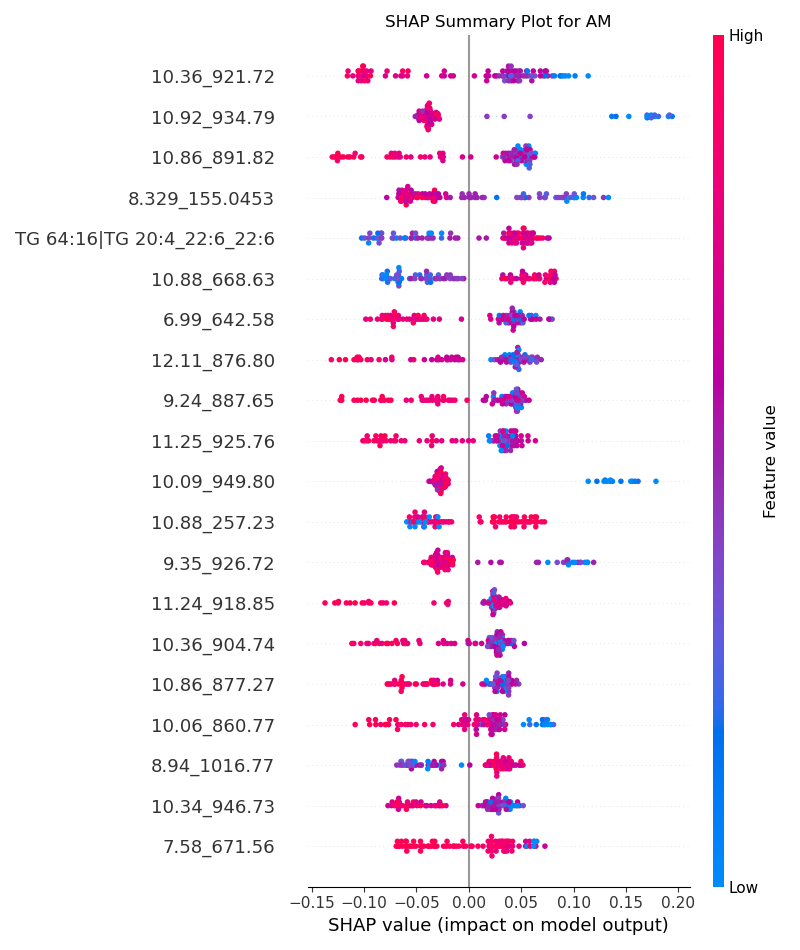 SHAP Summary Plot for AM
High
10.36_921.72
10.92_934.79
10.86_891.82
8.329_155.0453
TG 64:16|TG 20:4_22:6_22:6
10.88_668.63
6.99_642.58
12.11_876.80
9.24_887.65
11.25_925.76
10.09_949.80
10.88_257.23
9.35_926.72
11.24_918.85
10.36_904.74
10.86_877.27
10.06_860.77
8.94_1016.77
10.34_946.73
7.58_671.56
Feature value
Low
−0.15 −0.10 −0.05 0.00 0.05 0.10 0.15 0.20
SHAP value (impact on model output)